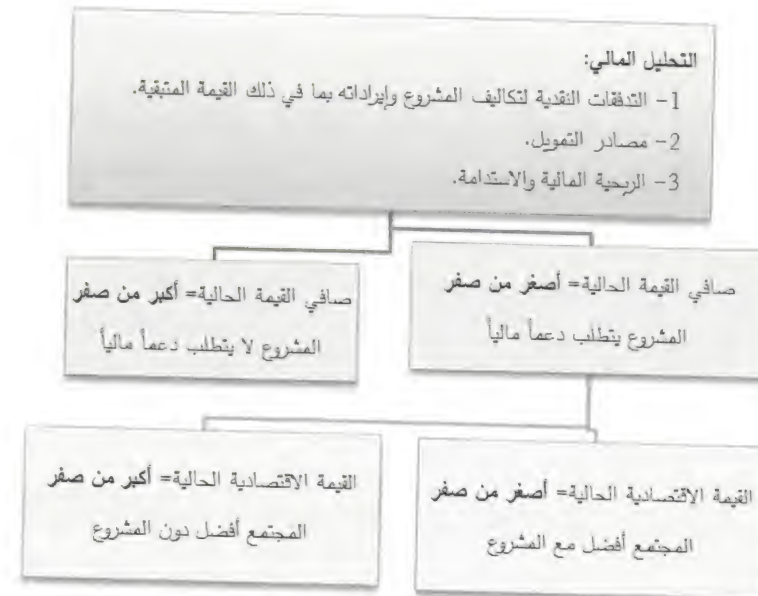 التحليل المالي:
1- التدفقات النقدية لتكاليف المشروع وإيراداته بما في ذلك القيمة المتبقية.
2- مصادر التمويل.
3- الربحية المالية والاستدامة.
صافي القيمة الحالية= أصغر من صفر
المشروع يتطلب دعماً مالياً
صافي القيمة الحالية= أكبر من صفر
المشروع لا يتطلب دعماً مالياً
القيمة الاقتصادية الحالية= أصغر من صفر
المجتمع أفضل مع المشروع
القيمة الاقتصادية الحالية= أكبر من صفر
المجتمع أفضل دون المشروع